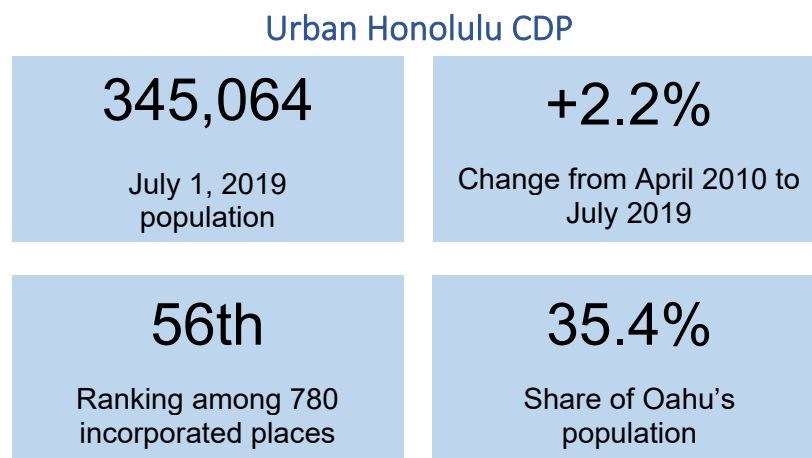 Urban Honolulu CDP
345,064
July 1, 2019
population
+2.2%
Change from April 2010 to
July 2019
56th
Ranking among 780
incorporated places
35.4%
Share of Oahu’s
population